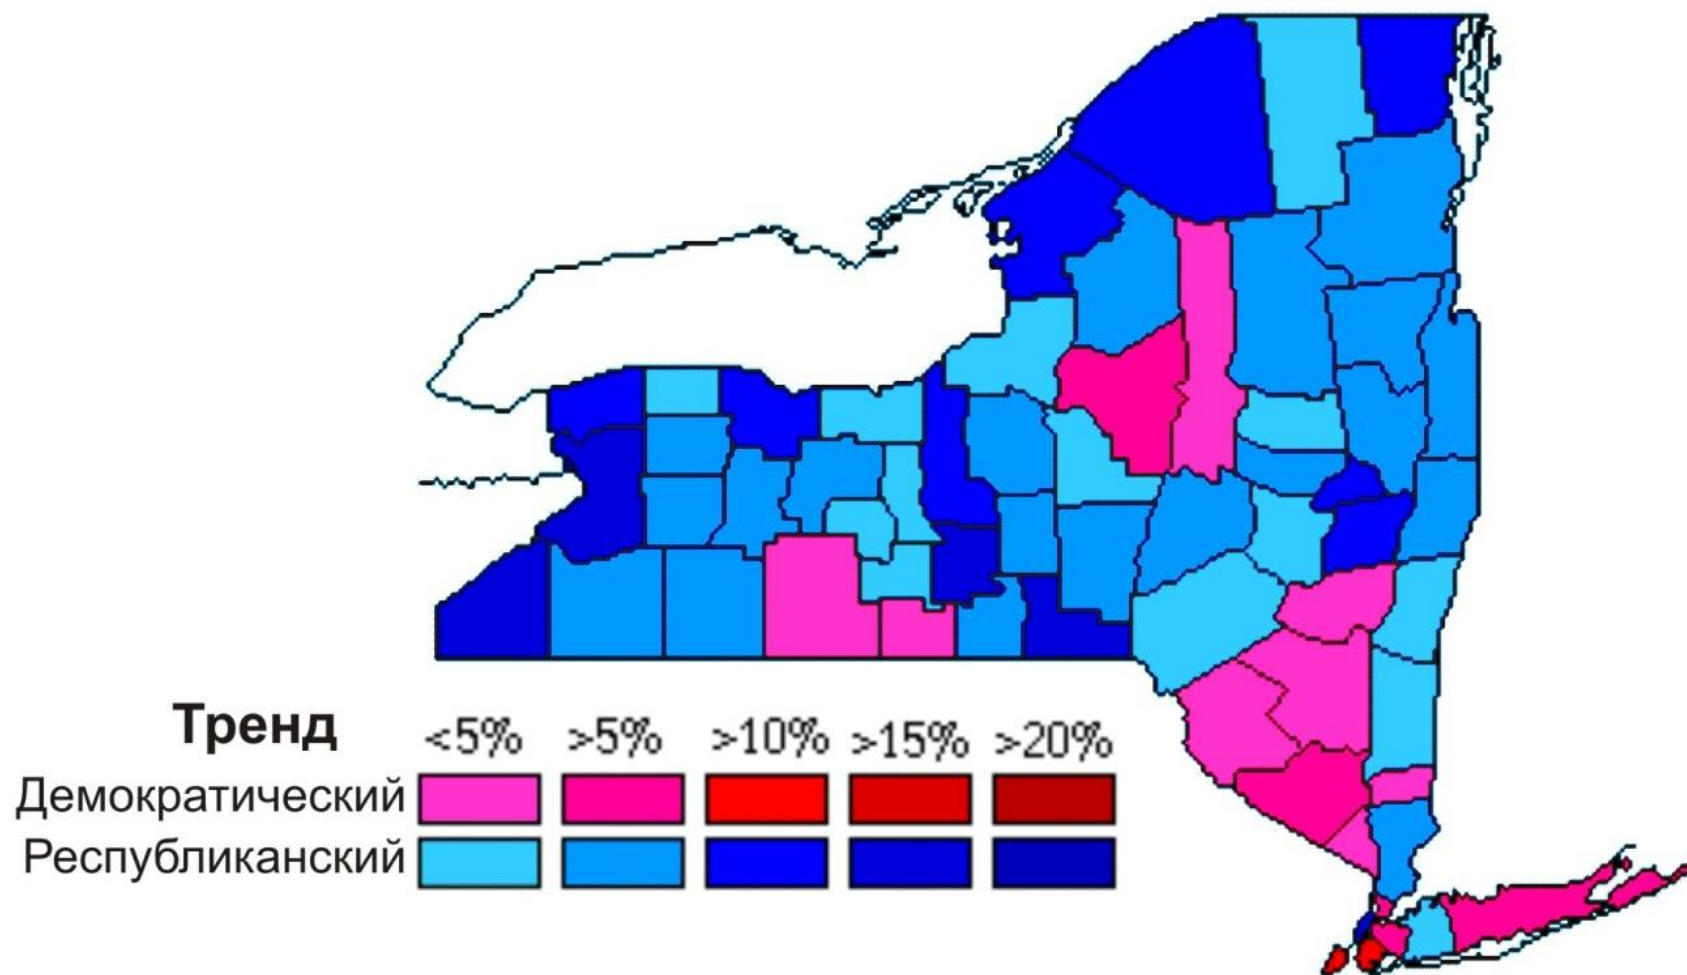 Тренд <5% >5% >10% >15% >20%
Демократический
Республиканский